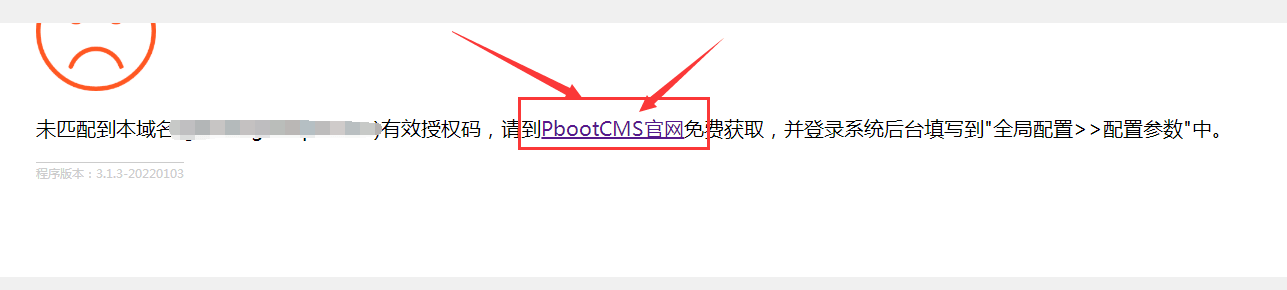 未匹配到本域名 )有效授权码，请到PbootCMS官网免费获取，并登录系统后台填写到"全局配置>>配置参数"中。
程序版本：3.1.3-20220103